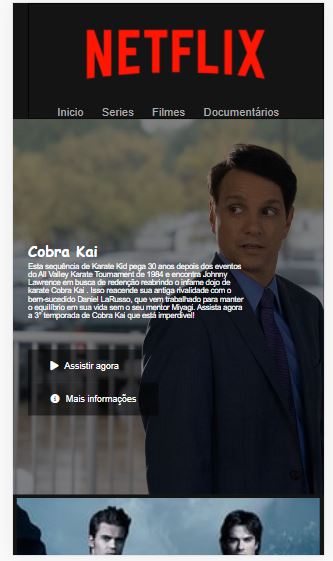 NETFLIX
Inicio Series Filmes Documentários
Cobra Kai
Esta sequência de Karate Kid pega 30 anos depois dos eventos
do All Valley Karate Tournament de 1984 e encontra Johnny
Lawrence em busca de redenção reabrindo o infame dojo de
karate Cobra Kai . Isso reacende sua antiga rivalidade com o
bem-sucedido Daniel LaRusso, que vem trabalhado para manter
o equilíbrio em sua vida sem o seu mentor Miyagi. Assista agora
a 3° temporada de Cobra Kai que está imperdível!
Assistir agora
Mais informações